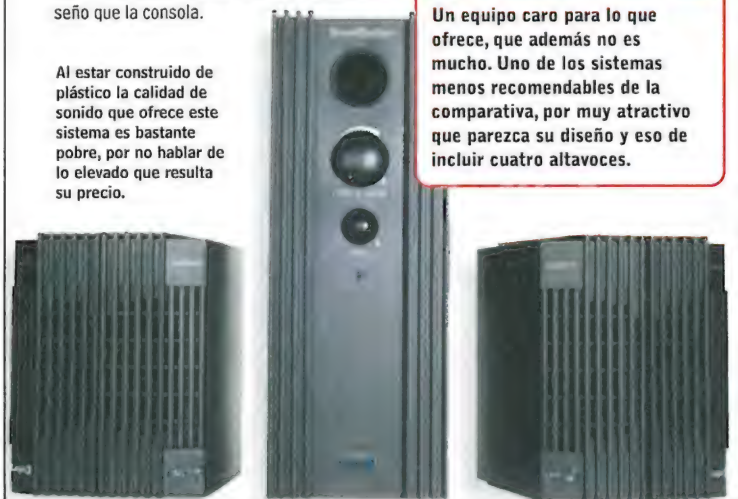 seño que la consola.
Al estar construido de
plástico la calidad de
sonido que ofrece este
sistema es bastante
pobre, por no hablar de
lo elevado que resulta
su precio.
Un equipo caro para lo que
ofrece, que además no es
mucho. Uno de los sistemas
menos recomendables de la
comparativa, por muy atractivo
que parezca su diseño y eso de
incluir cuatro altavoces.